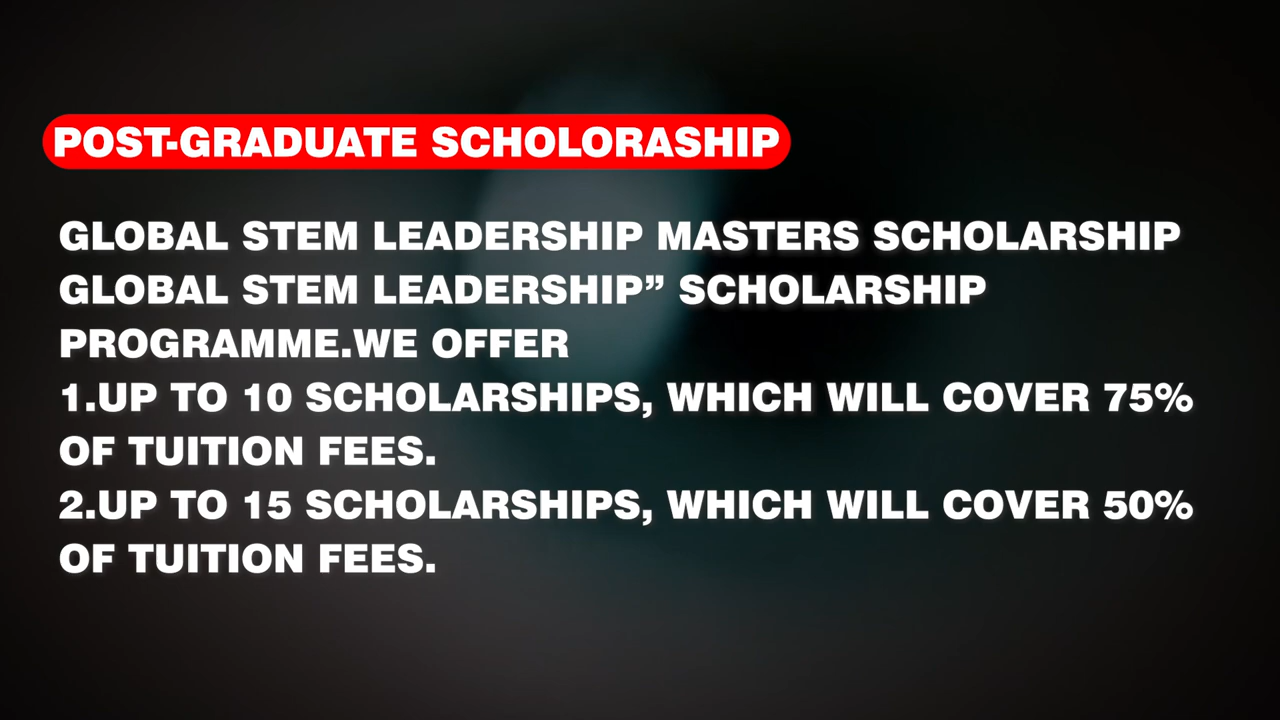 POST-GRADUATE SCHOLORASHIP
GLOBAL STEM LEADERSHIP MASTERS SCHOLARSHIP
GLOBAL STEM LEADERSHIP” SCHOLARSHIP
PROGRAMME.WE OFFER
1.UP TO 10 SCHOLARSHIPS, WHICH WILL COVER 75%
OF TUITION FEES.
2.UP TO 15 SCHOLARSHIPS, WHICH WILL COVER 50%
OF TUITION FEES.